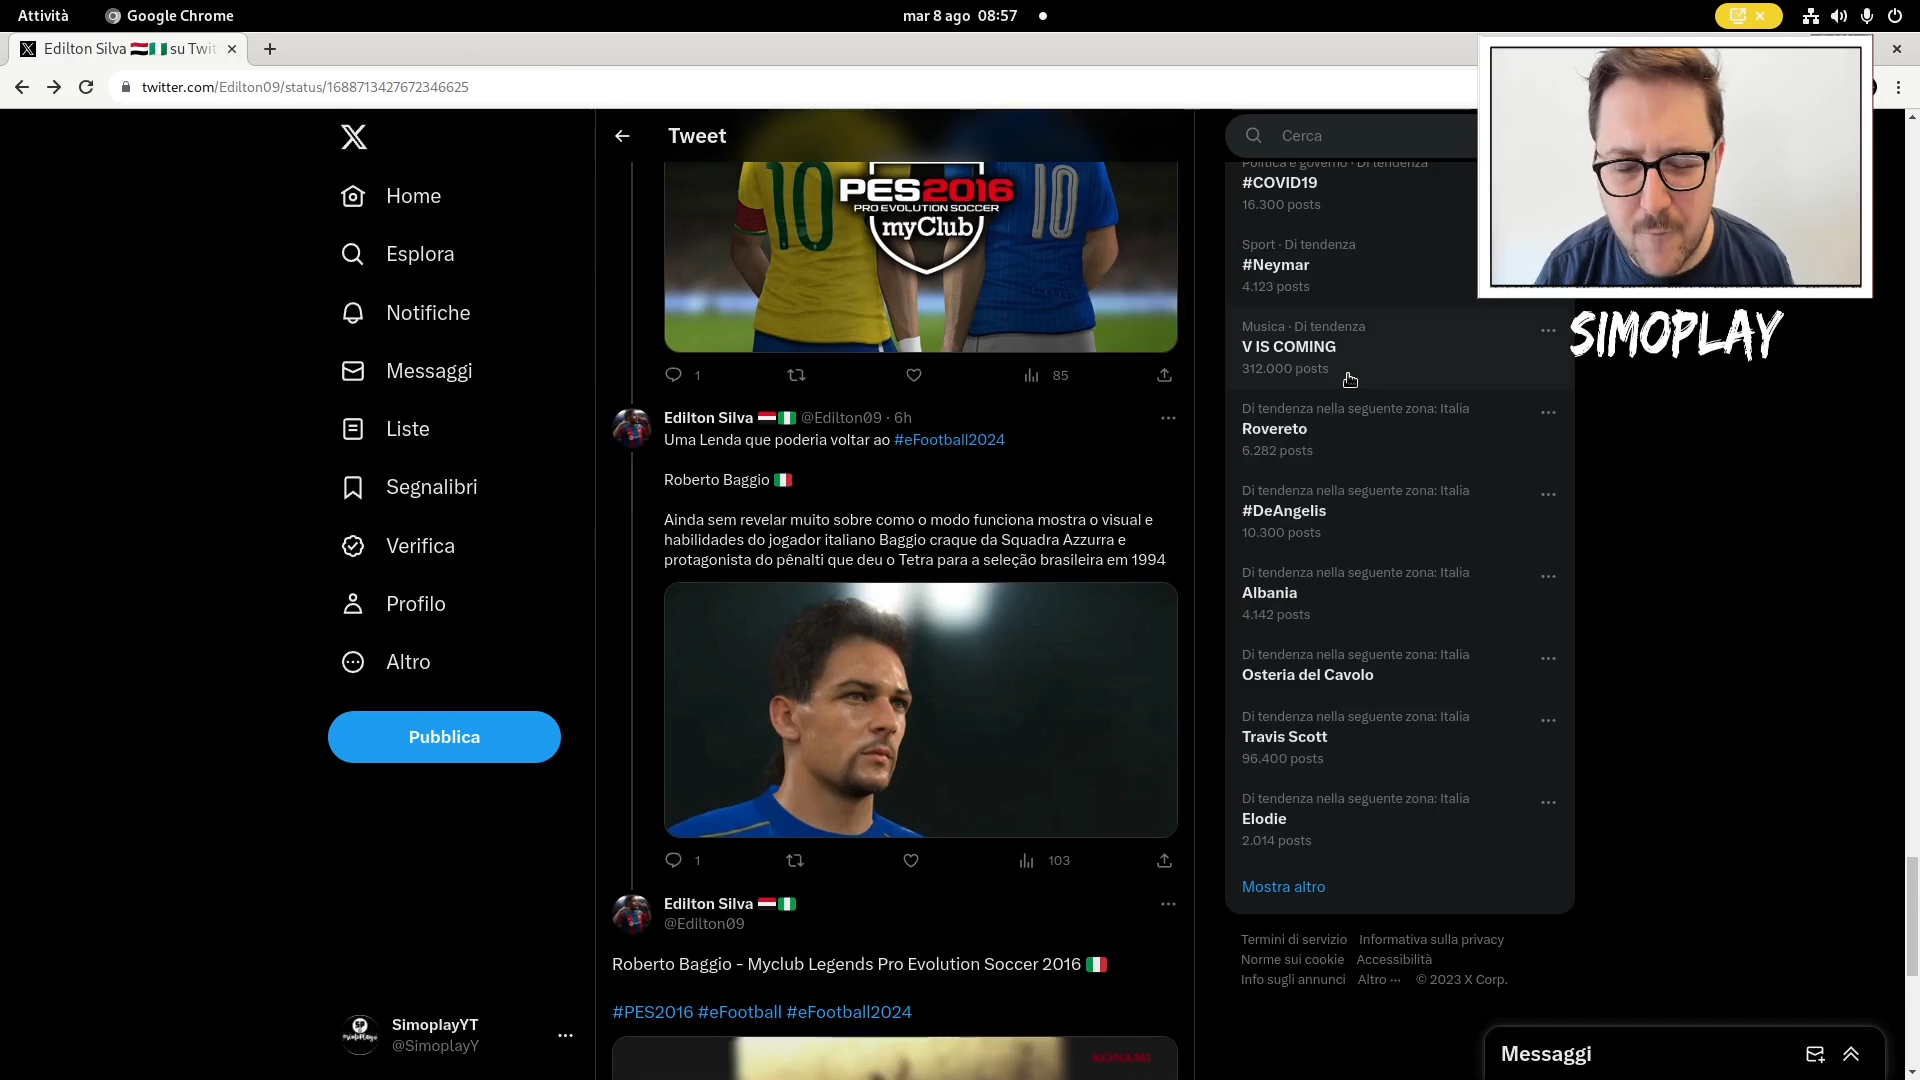 Attività
Google Chrome
mar 8 ago 08:57
Edilton Silva su Twit
twitter.com/Edilton09/status/1688713427672346625
Home
Esplora
Notifiche
Messaggi
Liste
Segnalibri
Verifica
Profilo
Altro
Pubblica
SimoplayYT
@SimoplayY
Tweet
10
10
PES2016
PRO EVOLUTION SOCCER
myClub
1
85
Edilton Silva @Edilton09 · 6h
Uma Lenda que poderia voltar ao #eFootball2024
Roberto Baggio
Ainda sem revelar muito sobre como o modo funciona mostra o visual e
habilidades do jogador italiano Baggio craque da Squadra Azzurra e
protagonista do pênalti que deu o Tetra para a seleção brasileira em 1994
1
103
Edilton Silva
@Edilton09
Roberto Baggio - Myclub Legends Pro Evolution Soccer 2016
#PES2016 #eFootball #eFootball2024
KONAMI
Cerca
Politica e governo · Di tendenza
#COVID19
16.300 posts
Sport · Di tendenza
#Neymar
4.123 posts
Musica · Di tendenza
V IS COMING
312.000 posts
Di tendenza nella seguente zona: Italia
Rovereto
6.282 posts
Di tendenza nella seguente zona: Italia
#DeAngelis
10.300 posts
Di tendenza nella seguente zona: Italia
Albania
4.142 posts
Di tendenza nella seguente zona: Italia
Osteria del Cavolo
Di tendenza nella seguente zona: Italia
Travis Scott
96.400 posts
Di tendenza nella seguente zona: Italia
Elodie
2.014 posts
Mostra altro
Termini di servizio Informativa sulla privacy
Norme sui cookie Accessibilità
Info sugli annunci Altro ··· © 2023 X Corp.
SIMOPLAY
Messaggi